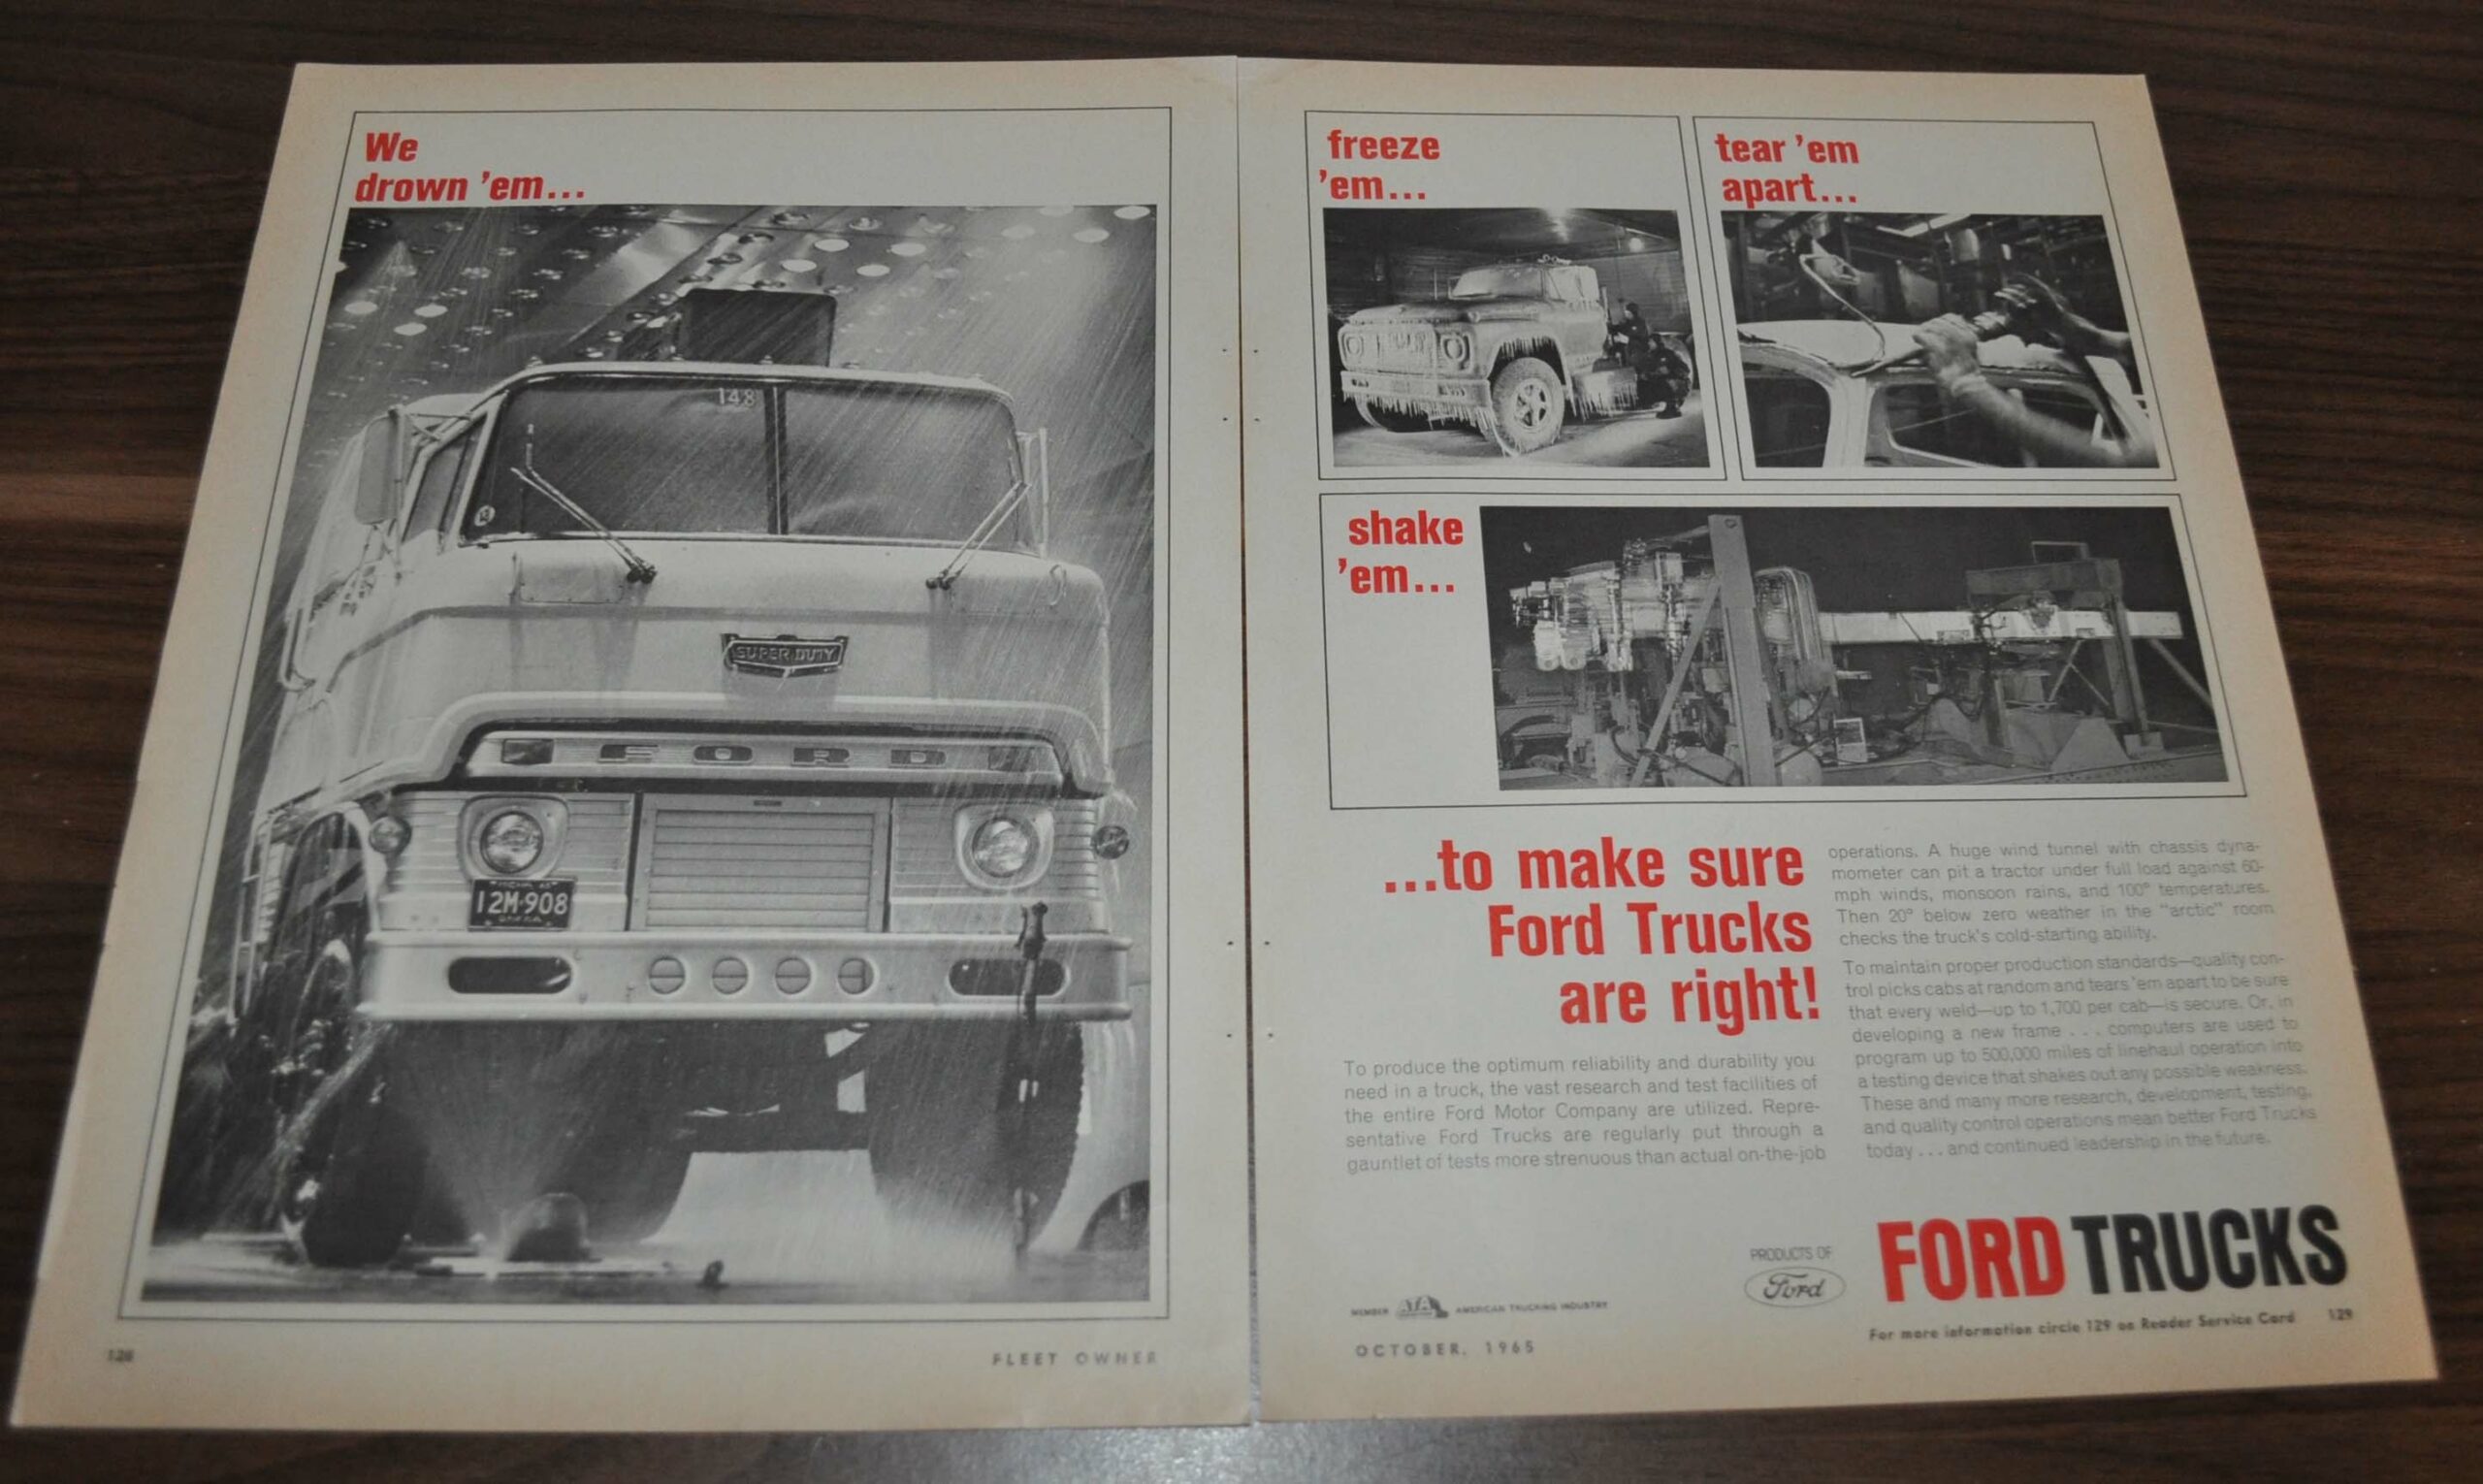 We
drown 'em...
148
SUPER DUTY
FORD
12M·908
128
FLEET OWNER
freeze
'em...
tear 'em
apart...
shake
'em...
...to make sure
Ford Trucks
are right!
To produce the optimum reliability and durability you
need in a truck, the vast research and test facilities of
the entire Ford Motor Company are utilized. Repre-
sentative Ford Trucks are regularly put through a
gauntlet of tests more strenuous than actual on-the-job
operations. A huge wind tunnel with chassis dyna-
mometer can pit a tractor under full load against 60-
mph winds, monsoon rains, and 100° temperatures.
Then 20° below zero weather in the “arctic” room
checks the truck's cold-starting ability.
To maintain proper production standards—quality con-
trol picks cabs at random and tears 'em apart to be sure
that every weld—up to 1,700 per cab—is secure. Or, in
developing a new frame . . . computers are used to
program up to 500,000 miles of linehaul operation into
a testing device that shakes out any possible weakness.
These and many more research, development, testing,
and quality control operations mean better Ford Trucks
today . . . and continued leadership in the future.
MEMBER ATA AMERICAN TRUCKING INDUSTRY
PRODUCTS OF
Ford
FORD TRUCKS
For more information circle 129 on Reader Service Card 129
OCTOBER, 1965